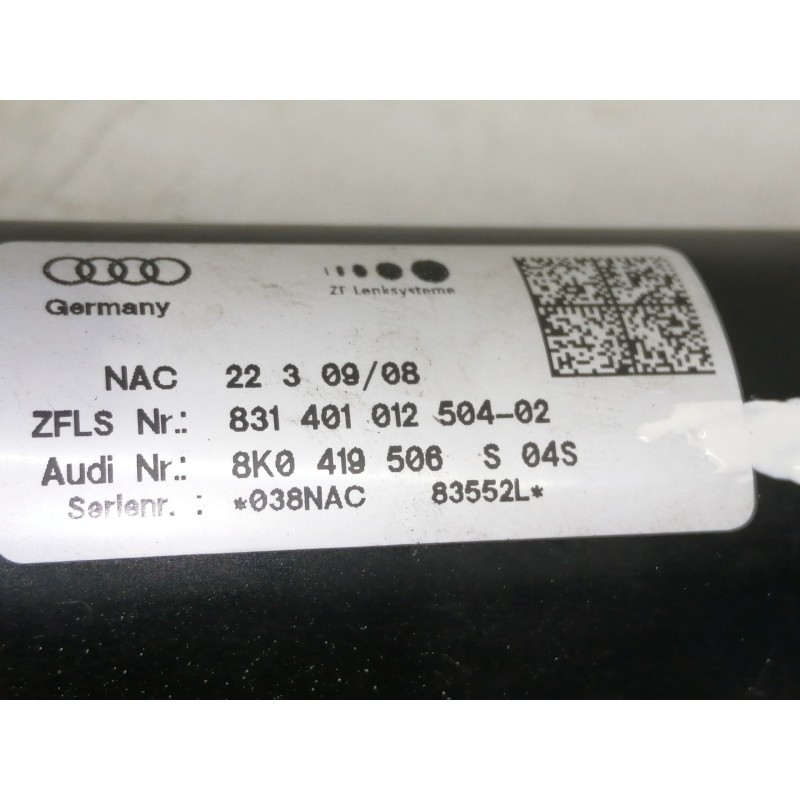 Germany
ZF Lenksysteme
NAC 22 3 09/08
ZFLS Nr.: 831 401 012 504-02
Audi Nr.: 8K0 419 506 S 04S
Serienr. : *038NAC 83552L*